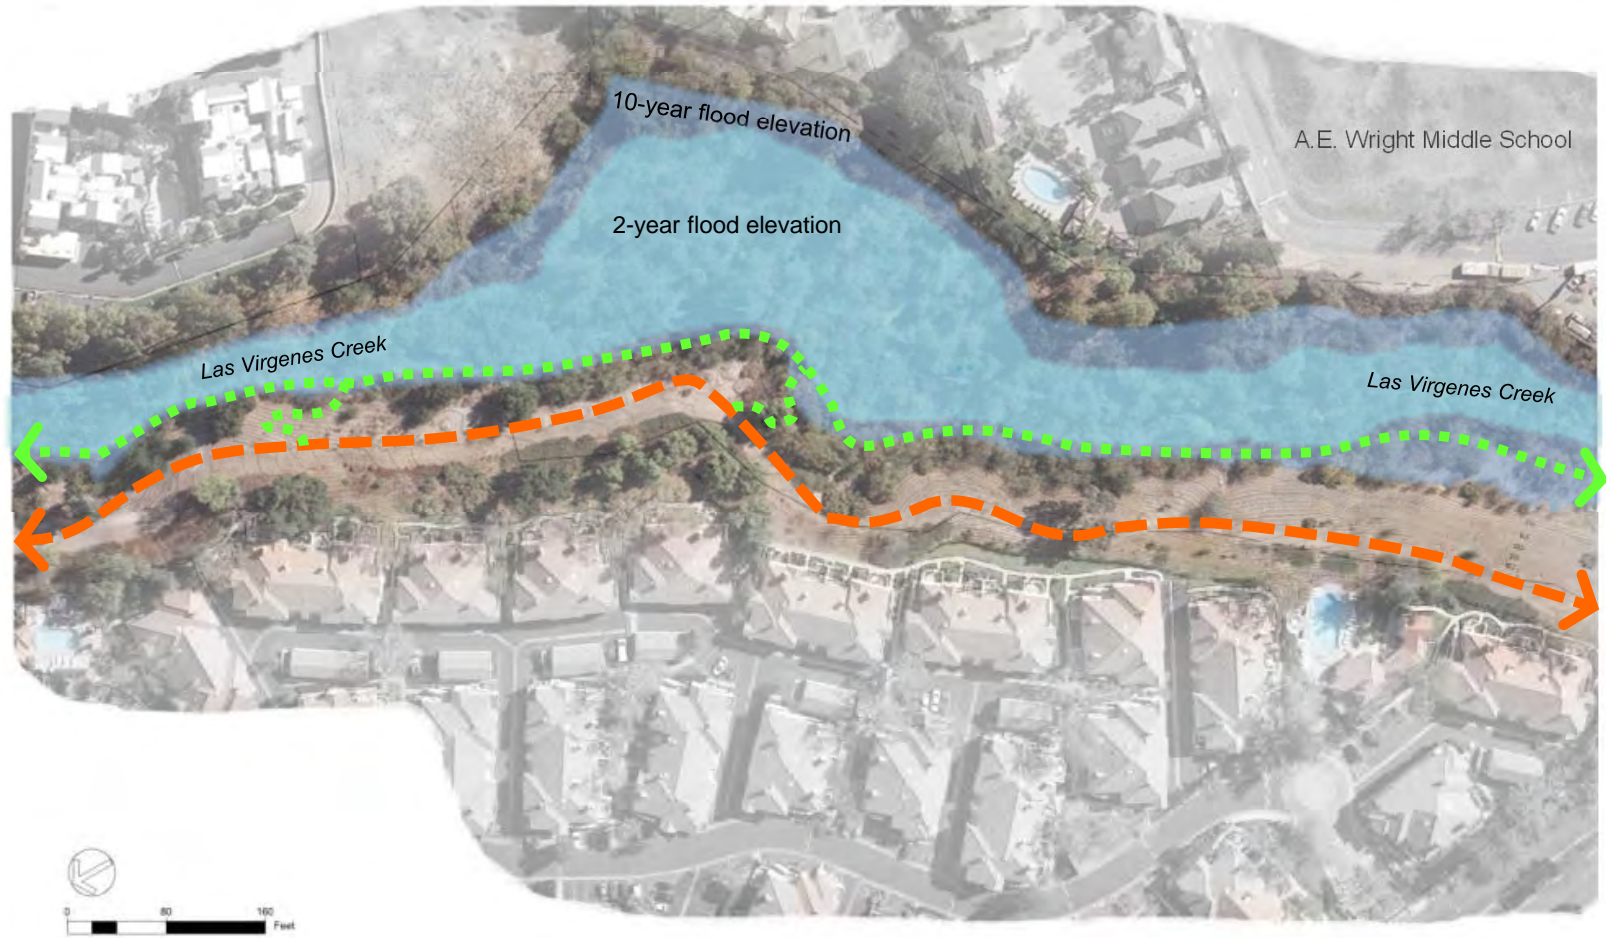 10-year flood elevation
A.E. Wright Middle School
2-year flood elevation
Las Virgenes Creek
Las Virgenes Creek
0 80 160
Feet